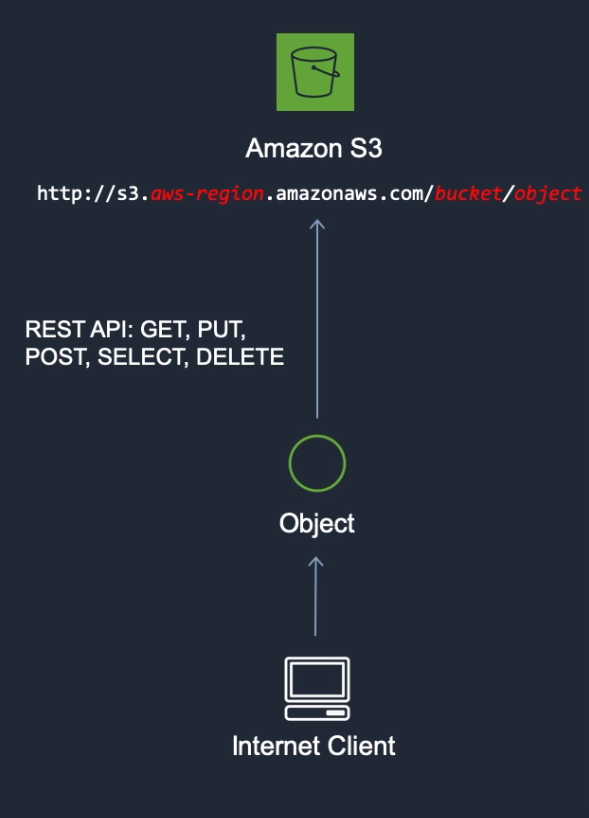 Amazon S3
http://s3.aws-region.amazonaws.com/bucket/object
REST API: GET, PUT,
POST, SELECT, DELETE
Object
Internet Client